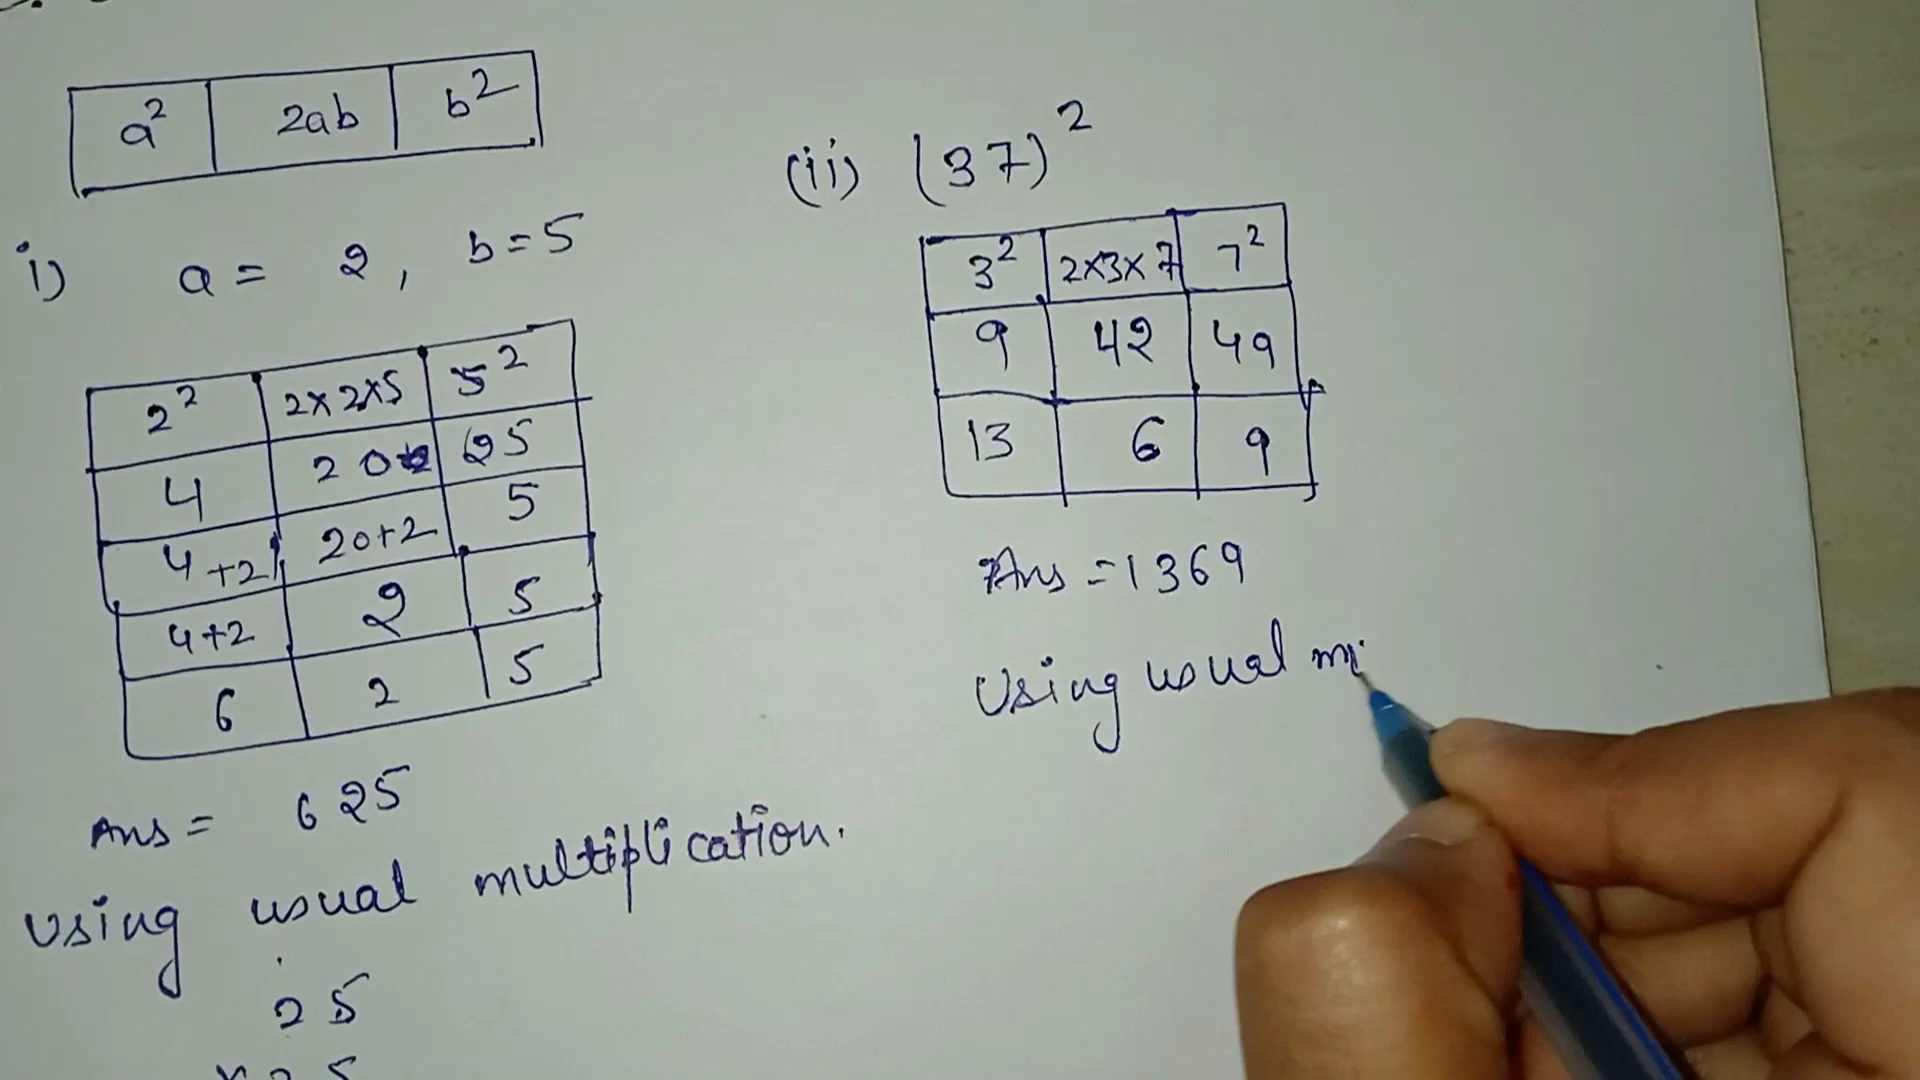 a² 2ab b²
i) a = 2, b=5
2² 2×2×5 5²
4 20+2 25
4+2 20+2 5
4+2 2 5
6 2 5
Ans = 625
Using usual multiplication.
25
×25
(ii) (37)²
3² 2×3×7 7²
9 42 49
13 6 9
Ans = 1369
Using usual m